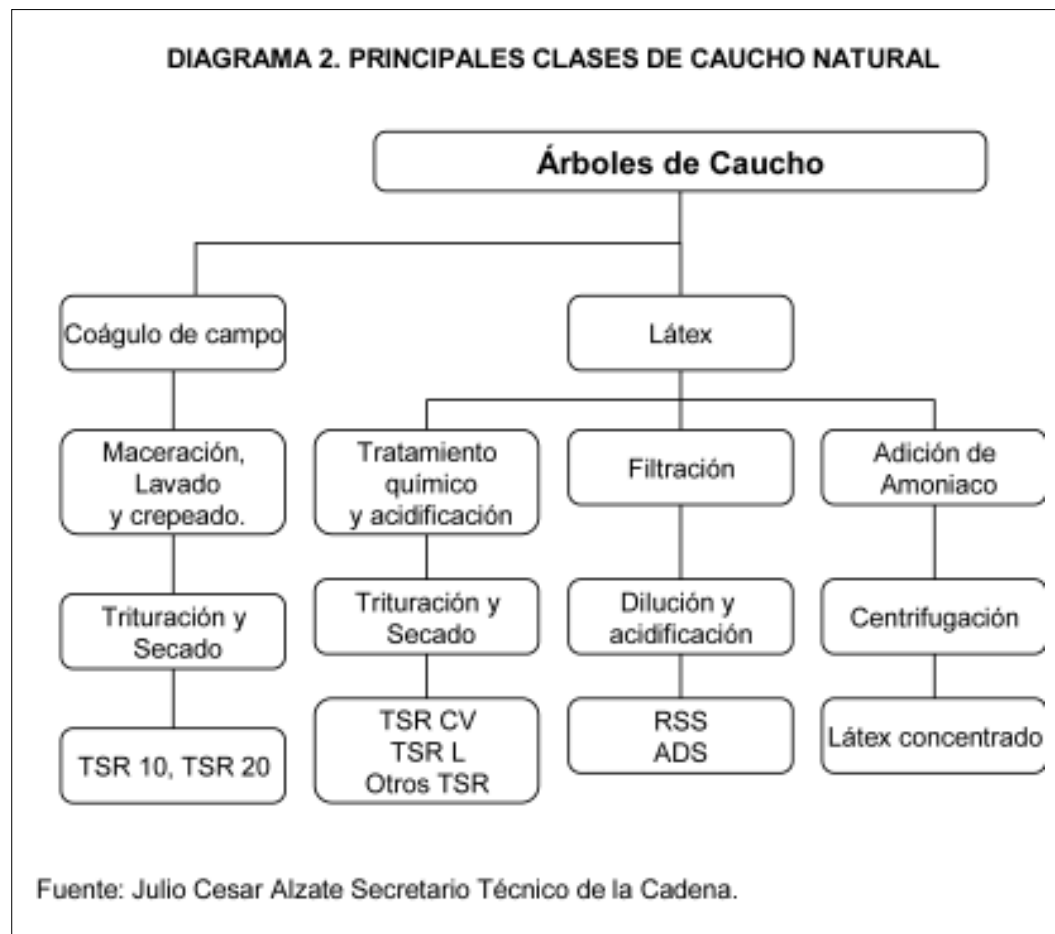 DIAGRAMA 2. PRINCIPALES CLASES DE CAUCHO NATURAL
Árboles de Caucho
Coágulo de campo
Látex
Maceración,
Lavado
y crepeado.
Tratamiento
químico
y acidificación
Filtración
Adición de
Amoniaco
Trituración y
Secado
Trituración y
Secado
Dilución y
acidificación
Centrifugación
TSR 10, TSR 20
TSR CV
TSR L
Otros TSR
RSS
ADS
Látex concentrado
Fuente: Julio Cesar Alzate Secretario Técnico de la Cadena.